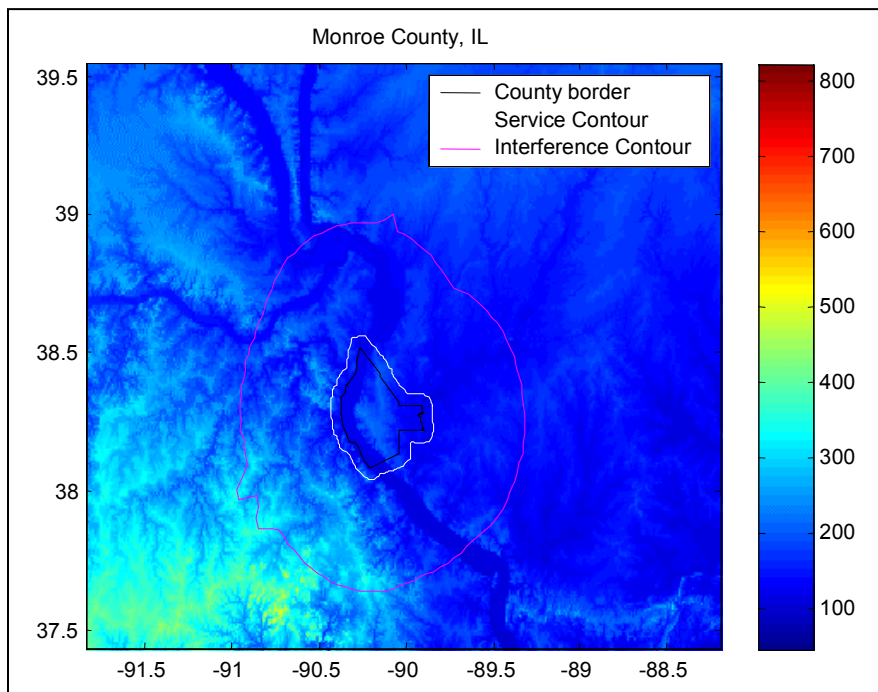 Monroe County, IL
County border
Service Contour
Interference Contour
39.5
39
38.5
38
37.5
-91.5 -91 -90.5 -90 -89.5 -89 -88.5
800
700
600
500
400
300
200
100